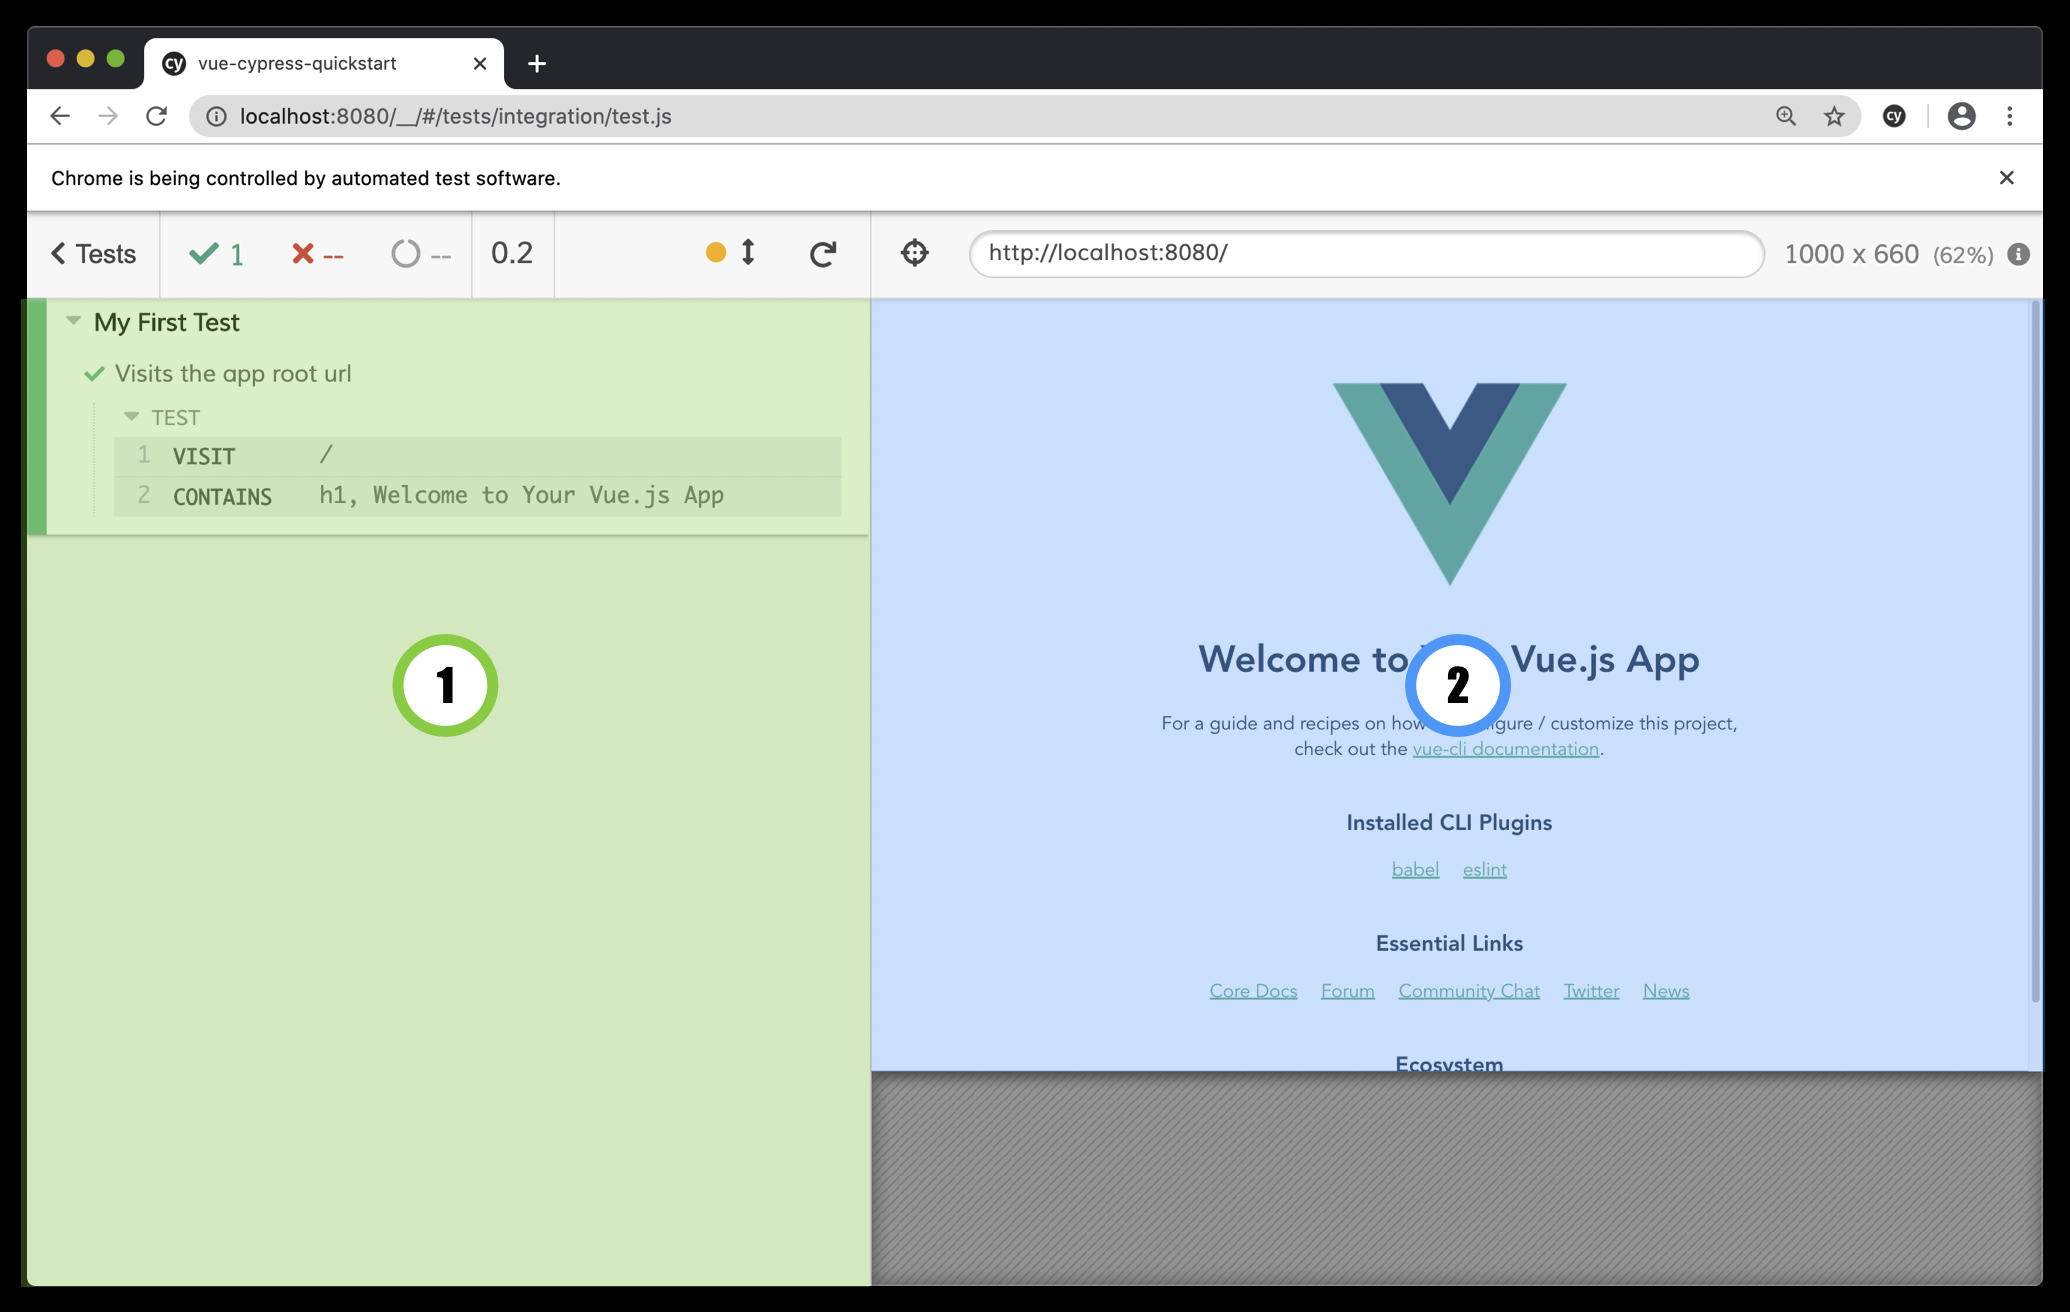 cy vue-cypress-quickstart
localhost:8080/__/#/tests/integration/test.js
cy
Chrome is being controlled by automated test software.
Tests
1
--
--
0.2
http://localhost:8080/
1000 x 660 (62%)
My First Test
Visits the app root url
TEST
1 VISIT /
2 CONTAINS h1, Welcome to Your Vue.js App
1
Welcome to Vue.js App
2
For a guide and recipes on how gure / customize this project,
check out the vue-cli documentation.
Installed CLI Plugins
babel eslint
Essential Links
Core Docs Forum Community Chat Twitter News
Ecosystem